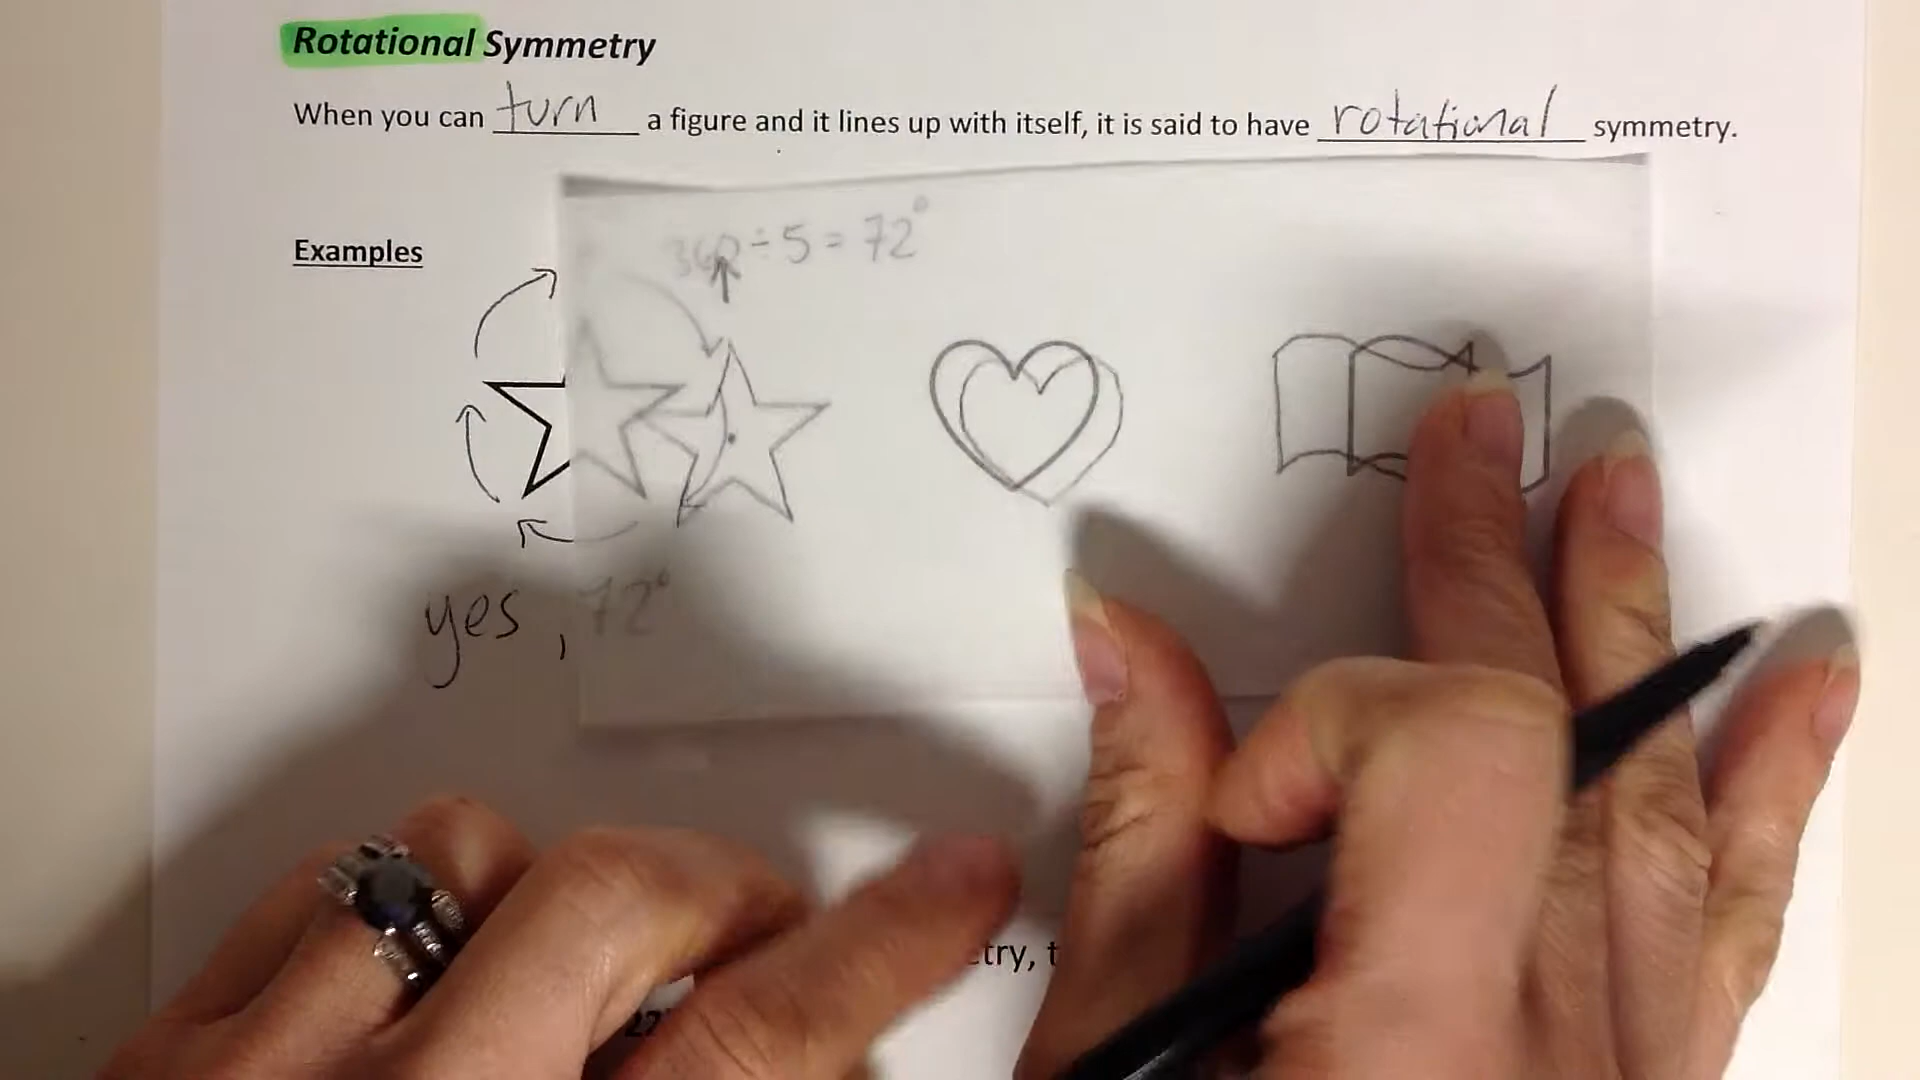 Rotational Symmetry
When you can turn a figure and it lines up with itself, it is said to have rotational symmetry.
360 ÷ 5 = 72°
Examples
yes, 72°
try, t